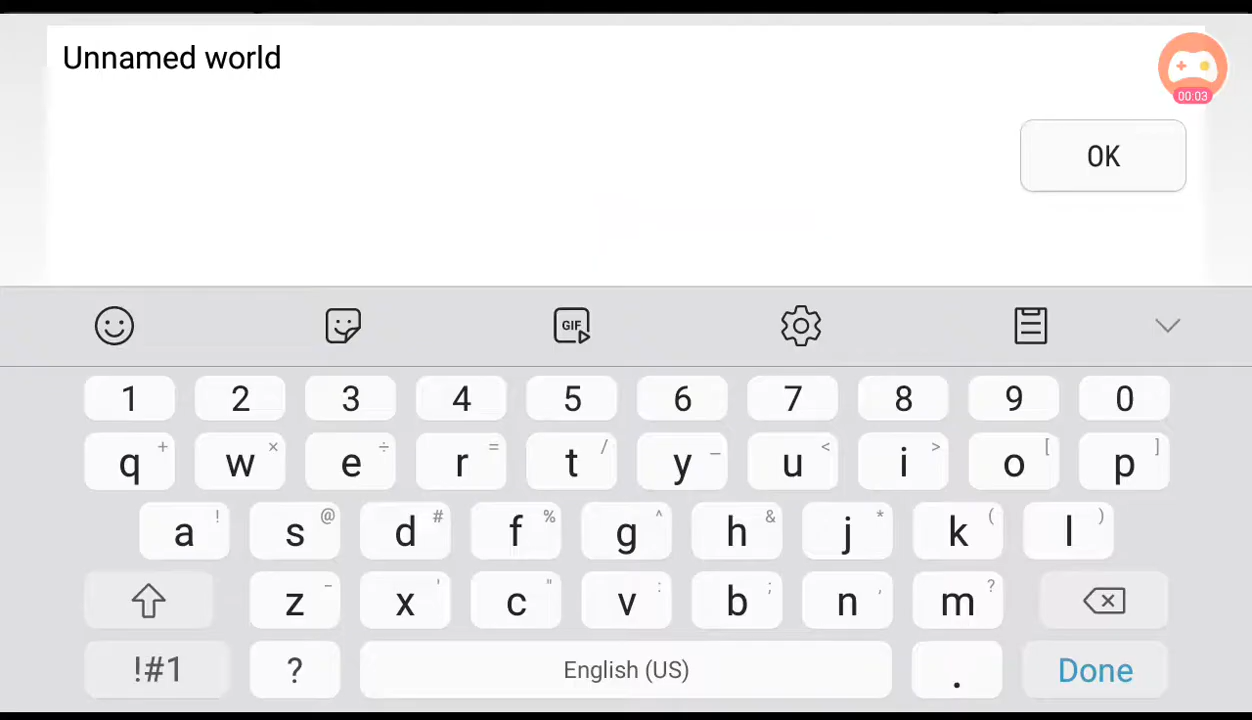 Unnamed world
00:03
OK
GIF
1 2 3 4 5 6 7 8 9 0
q + w × e ÷ r = t / y _ u < i > o [ p ]
a ! s @ d # f % g ^ h & j * k ( l )
z - x ' c " v : b ; n , m ?
!#1 ? English (US) . Done